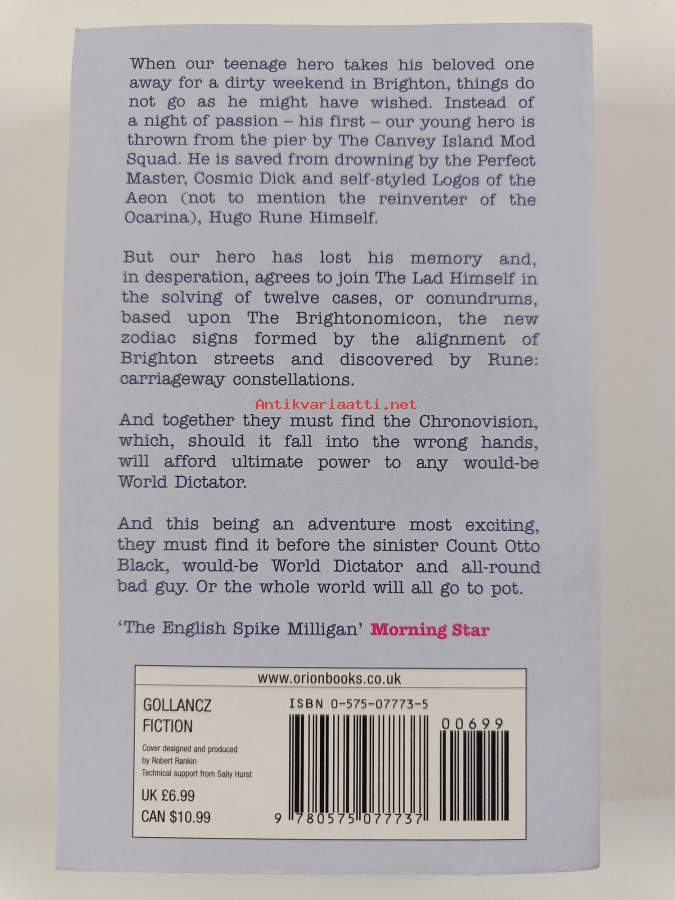 When our teenage hero takes his beloved one
away for a dirty weekend in Brighton, things do
not go as he might have wished. Instead of
a night of passion – his first – our young hero is
thrown from the pier by The Canvey Island Mod
Squad. He is saved from drowning by the Perfect
Master, Cosmic Dick and self-styled Logos of the
Aeon (not to mention the reinventer of the
Ocarina), Hugo Rune Himself.
But our hero has lost his memory and,
in desperation, agrees to join The Lad Himself in
the solving of twelve cases, or conundrums,
based upon The Brightonomicon, the new
zodiac signs formed by the alignment of
Brighton streets and discovered by Rune:
carriageway constellations.
Antikvariaatti.net
And together they must find the Chronovision,
which, should it fall into the wrong hands,
will afford ultimate power to any would-be
World Dictator.
And this being an adventure most exciting,
they must find it before the sinister Count Otto
Black, would-be World Dictator and all-round
bad guy. Or the whole world will all go to pot.
‘The English Spike Milligan’ Morning Star
www.orionbooks.co.uk
GOLLANCZ
FICTION
Cover designed and produced
by Robert Rankin
Technical support from Sally Hurst
UK £6.99
CAN $10.99
ISBN 0-575-07773-5
00699
9 780575 077737